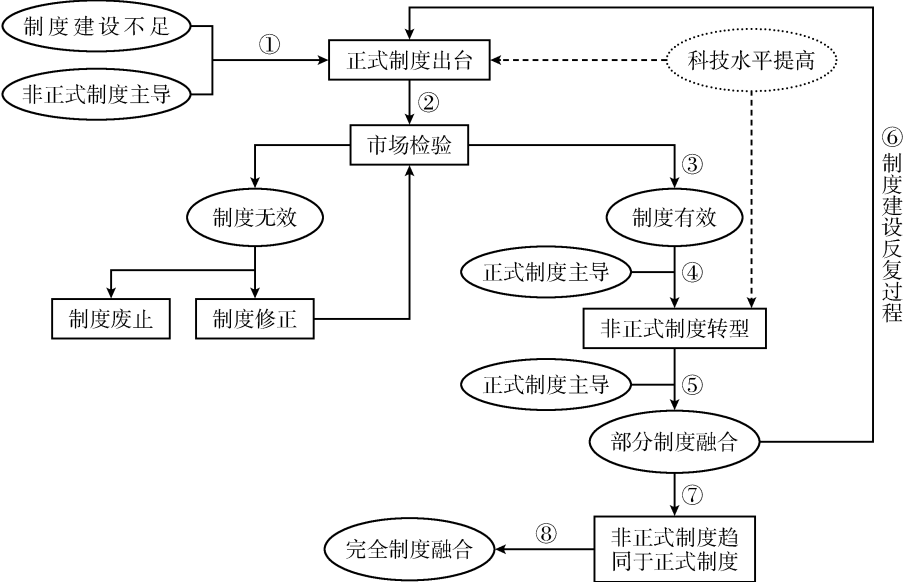 制度建设不足
①
正式制度出台
科技水平提高
非正式制度主导
②
市场检验
③
⑥制度建设反复过程
制度无效
制度有效
正式制度主导
④
制度废止
制度修正
非正式制度转型
正式制度主导
⑤
部分制度融合
⑦
非正式制度趋
同于正式制度
⑧
完全制度融合